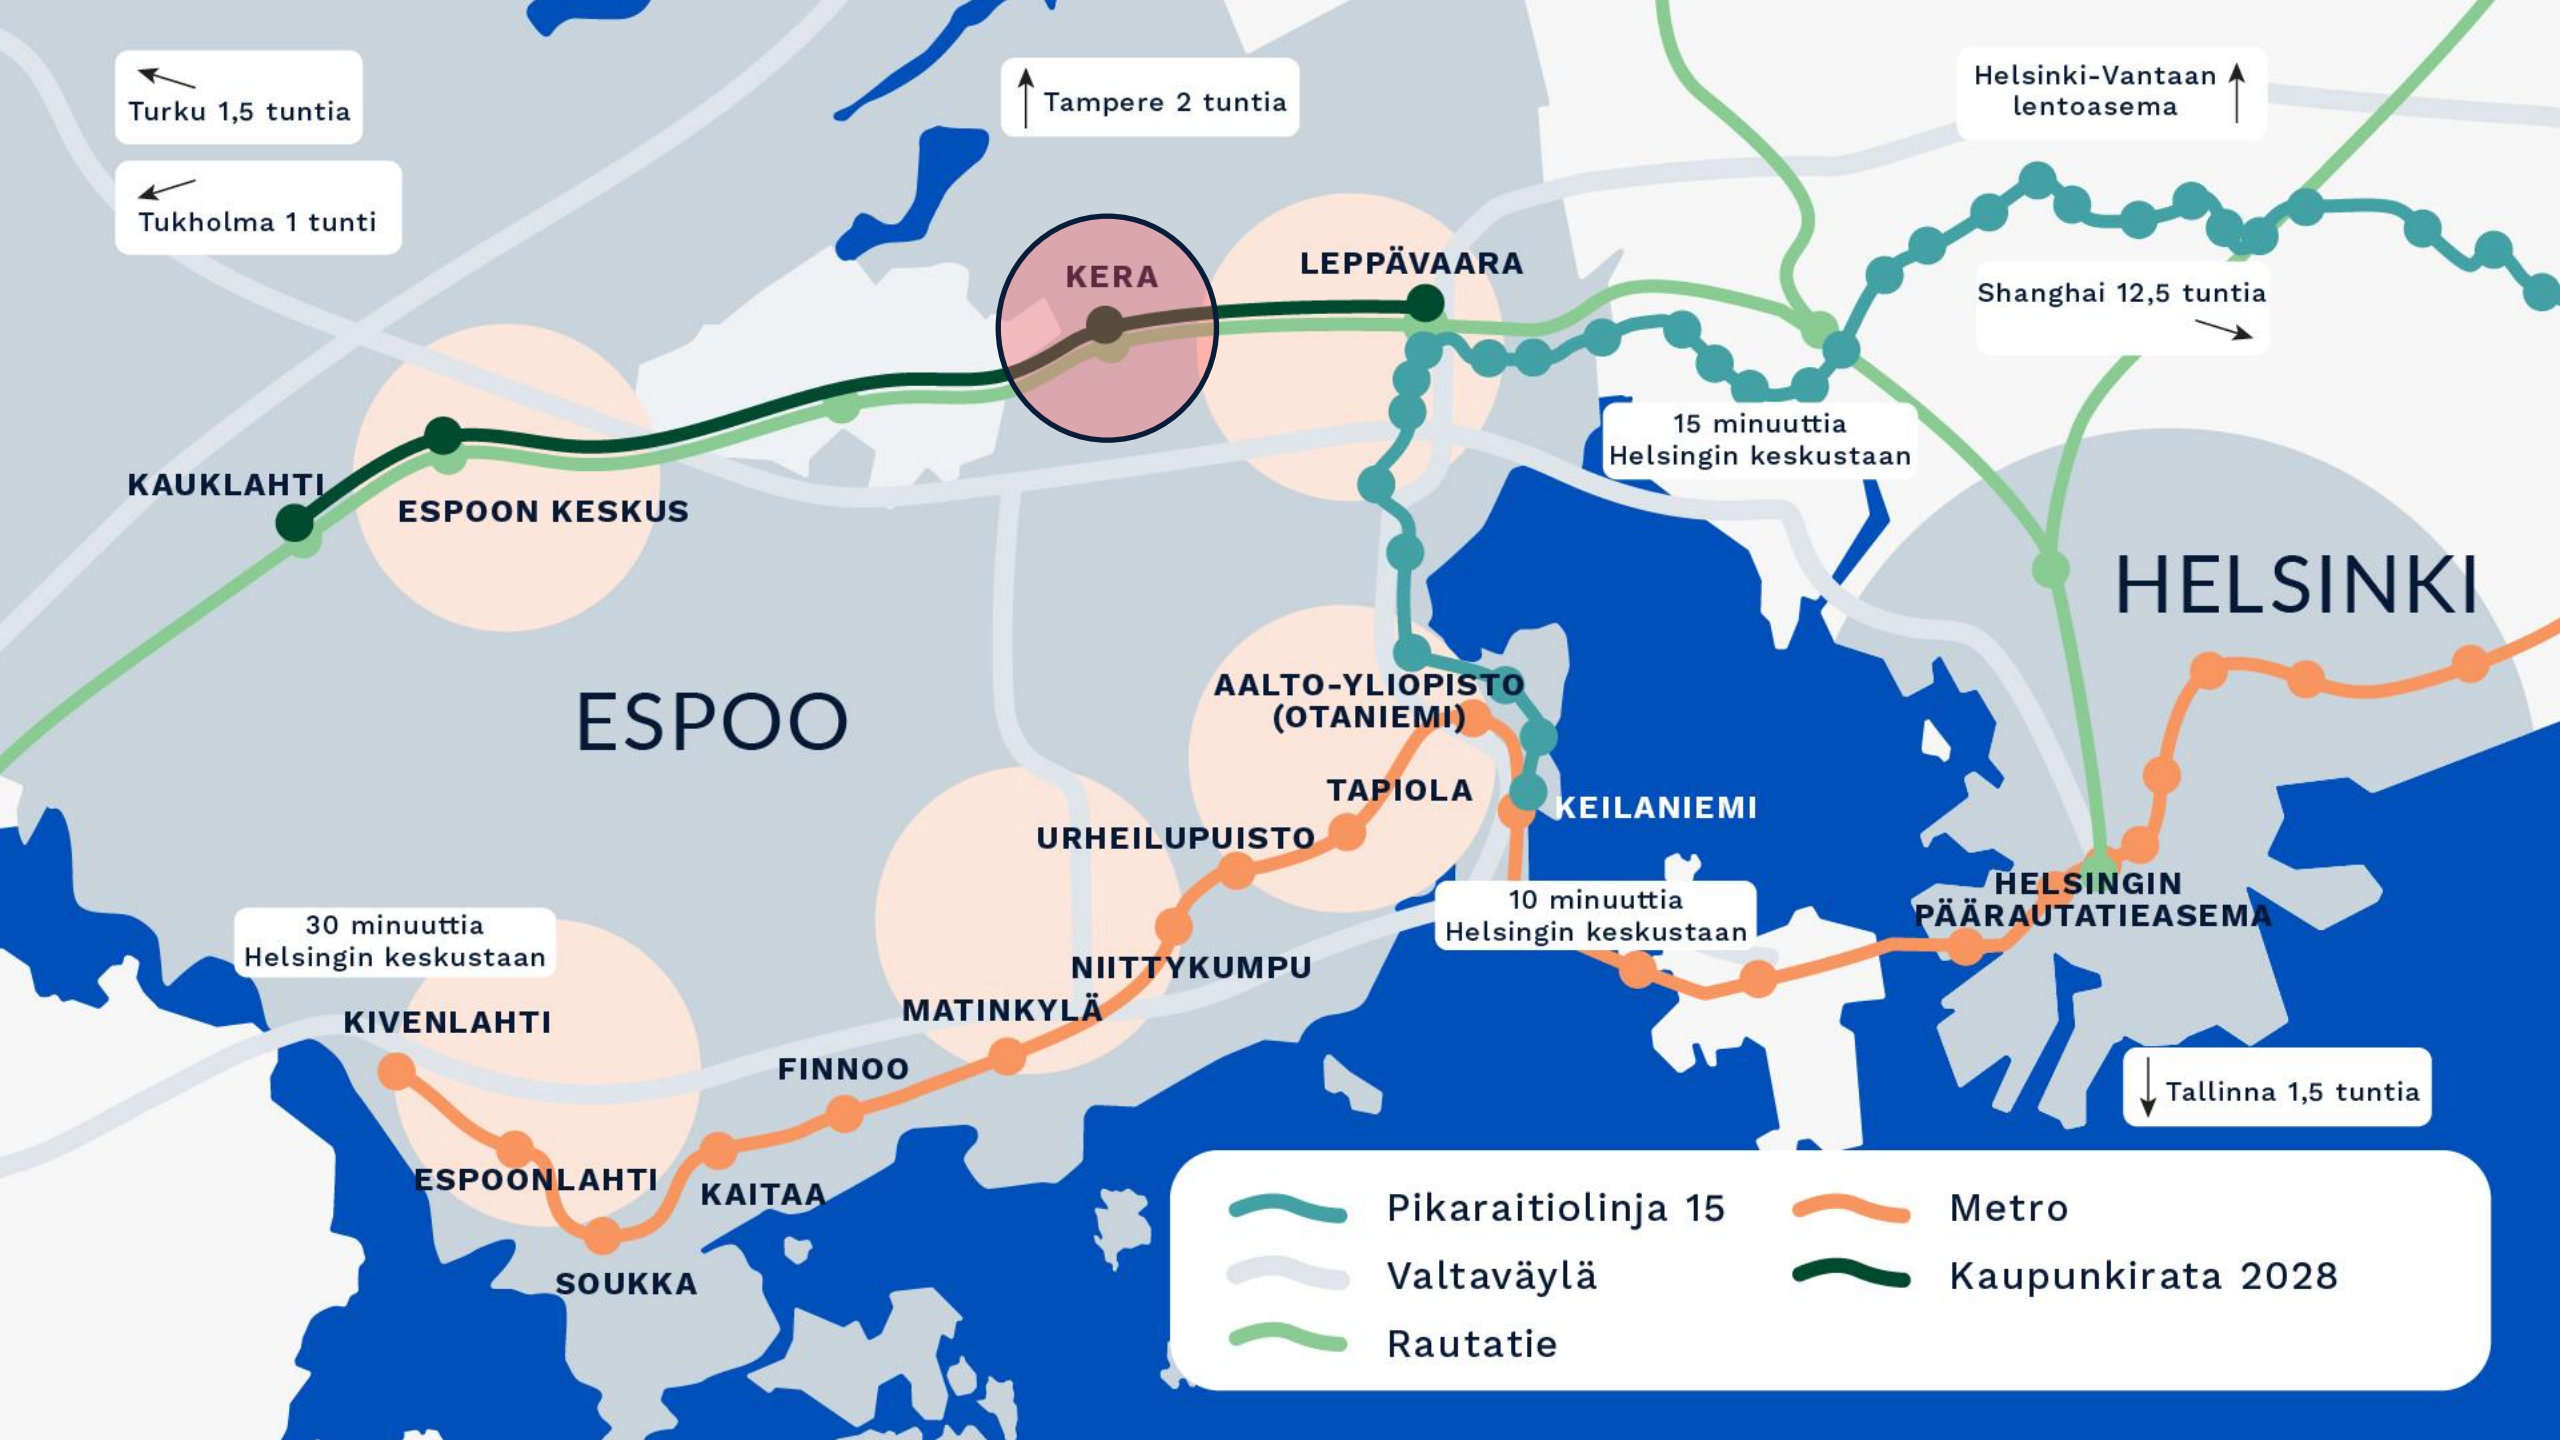 Turku 1,5 tuntia
Tukholma 1 tunti
Tampere 2 tuntia
Helsinki-Vantaan
lentoasema
KERA
LEPPÄVAARA
Shanghai 12,5 tuntia
15 minuuttia
Helsingin keskustaan
KAUKLAHTI
ESPOON KESKUS
HELSINKI
ESPOO
AALTO-YLIOPISTO
(OTANIEMI)
TAPIOLA
KEILANIEMI
URHEILUPUISTO
HELSINGIN
PÄÄRAUTATIEASEMA
10 minuuttia
Helsingin keskustaan
30 minuuttia
Helsingin keskustaan
NIITTYKUMPU
MATINKYLÄ
KIVENLAHTI
FINNOO
Tallinna 1,5 tuntia
ESPOONLAHTI
KAITAA
SOUKKA
Pikaraitiolinja 15
Valtaväylä
Rautatie
Metro
Kaupunkirata 2028